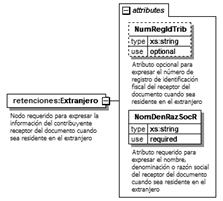 attributes
NumRegIdTrib
type xs:string
use optional
Atributo opcional para
expresar el número
de registro de
identificación
fiscal del receptor
del documento cuando
sea residente en el
extranjero
retenciones:Extranjero
Nodo requerido para expresar
la información del contribuyente
receptor del documento cuando
sea residente en el extranjero
NomDenRazSocR
type xs:string
use required
Atributo requerido para
expresar el nombre,
denominación o razón social
del receptor del documento
cuando sea residente en el
extranjero